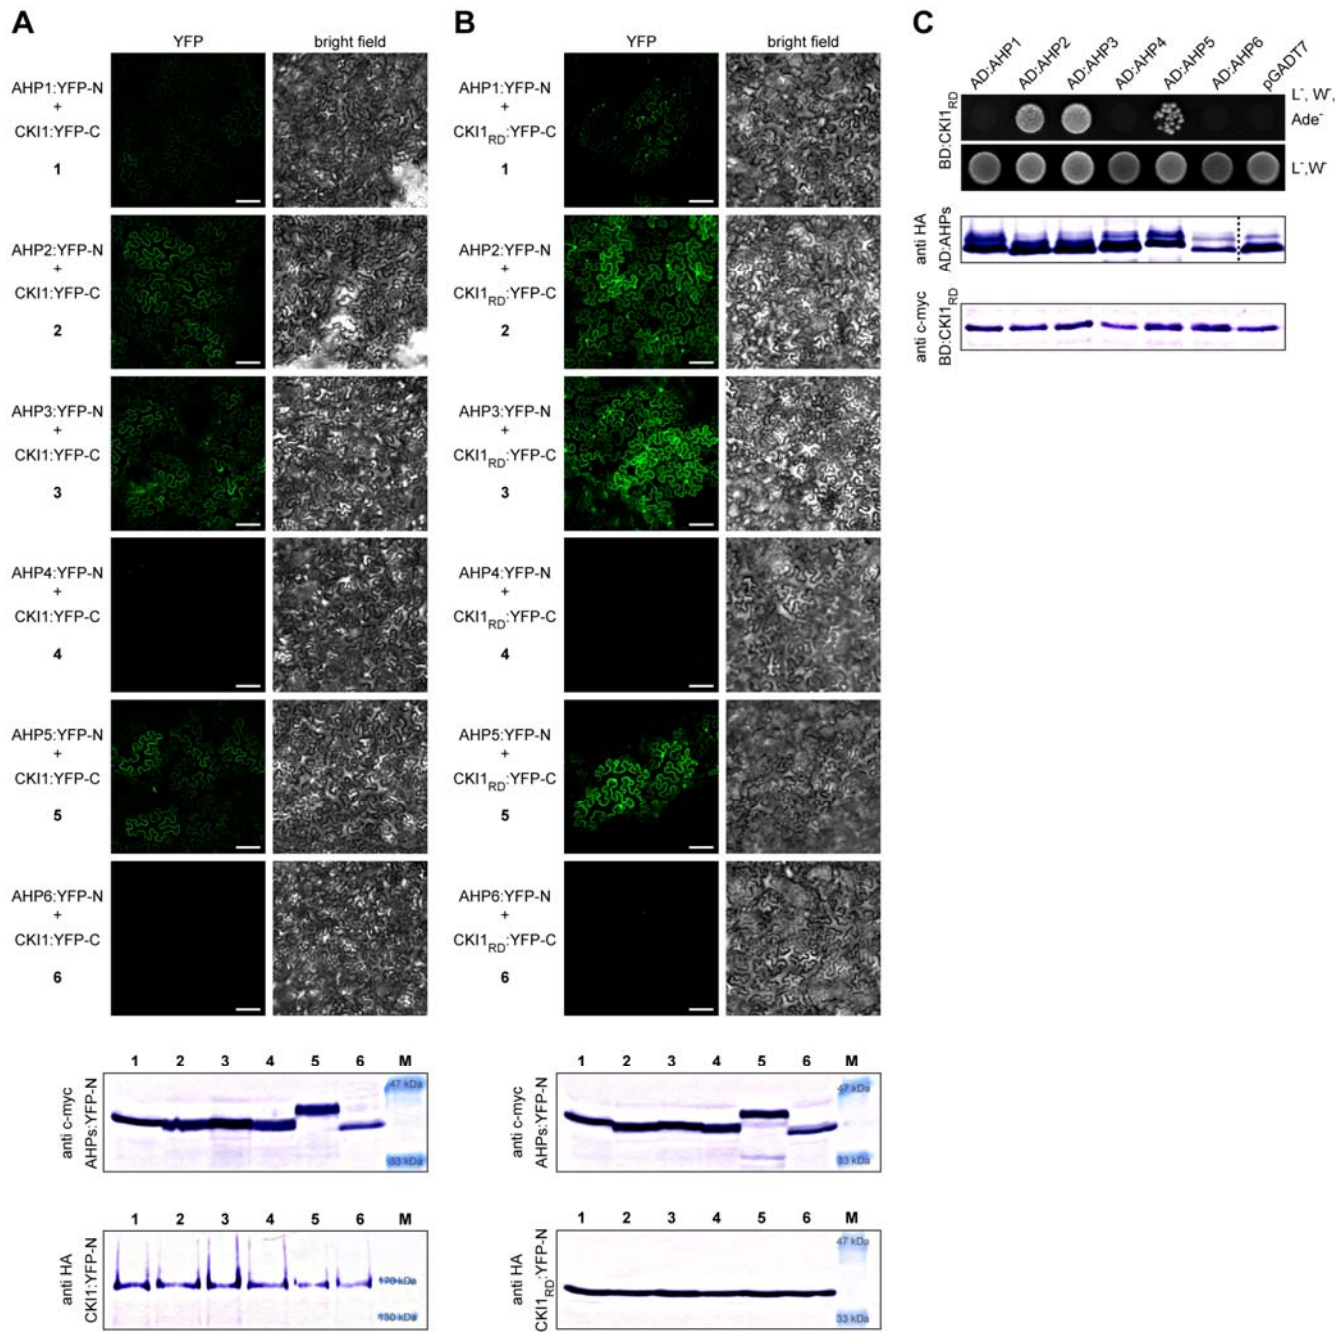 A
YFP
bright field
AHP1:YFP-N
+
CKI1:YFP-C
1
AHP2:YFP-N
+
CKI1:YFP-C
2
AHP3:YFP-N
+
CKI1:YFP-C
3
AHP4:YFP-N
+
CKI1:YFP-C
4
AHP5:YFP-N
+
CKI1:YFP-C
5
AHP6:YFP-N
+
CKI1:YFP-C
6
1 2 3 4 5 6 M
anti c-myc
AHPs:YFP-N
47 kDa
33 kDa
1 2 3 4 5 6 M
anti HA
CKI1:YFP-N
170 kDa
130 kDa
B
YFP
bright field
AHP1:YFP-N
+
CKI1RD:YFP-C
1
AHP2:YFP-N
+
CKI1RD:YFP-C
2
AHP3:YFP-N
+
CKI1RD:YFP-C
3
AHP4:YFP-N
+
CKI1RD:YFP-C
4
AHP5:YFP-N
+
CKI1RD:YFP-C
5
AHP6:YFP-N
+
CKI1RD:YFP-C
6
1 2 3 4 5 6 M
anti c-myc
AHPs:YFP-N
47 kDa
33 kDa
1 2 3 4 5 6 M
anti HA
CKI1RD:YFP-N
47 kDa
33 kDa
C
AD:AHP1
AD:AHP2
AD:AHP3
AD:AHP4
AD:AHP5
AD:AHP6
pGADT7
BD:CKI1RD
L-, W-,
Ade-
L-,W-
anti HA
AD:AHPs
anti c-myc
BD:CKI1RD